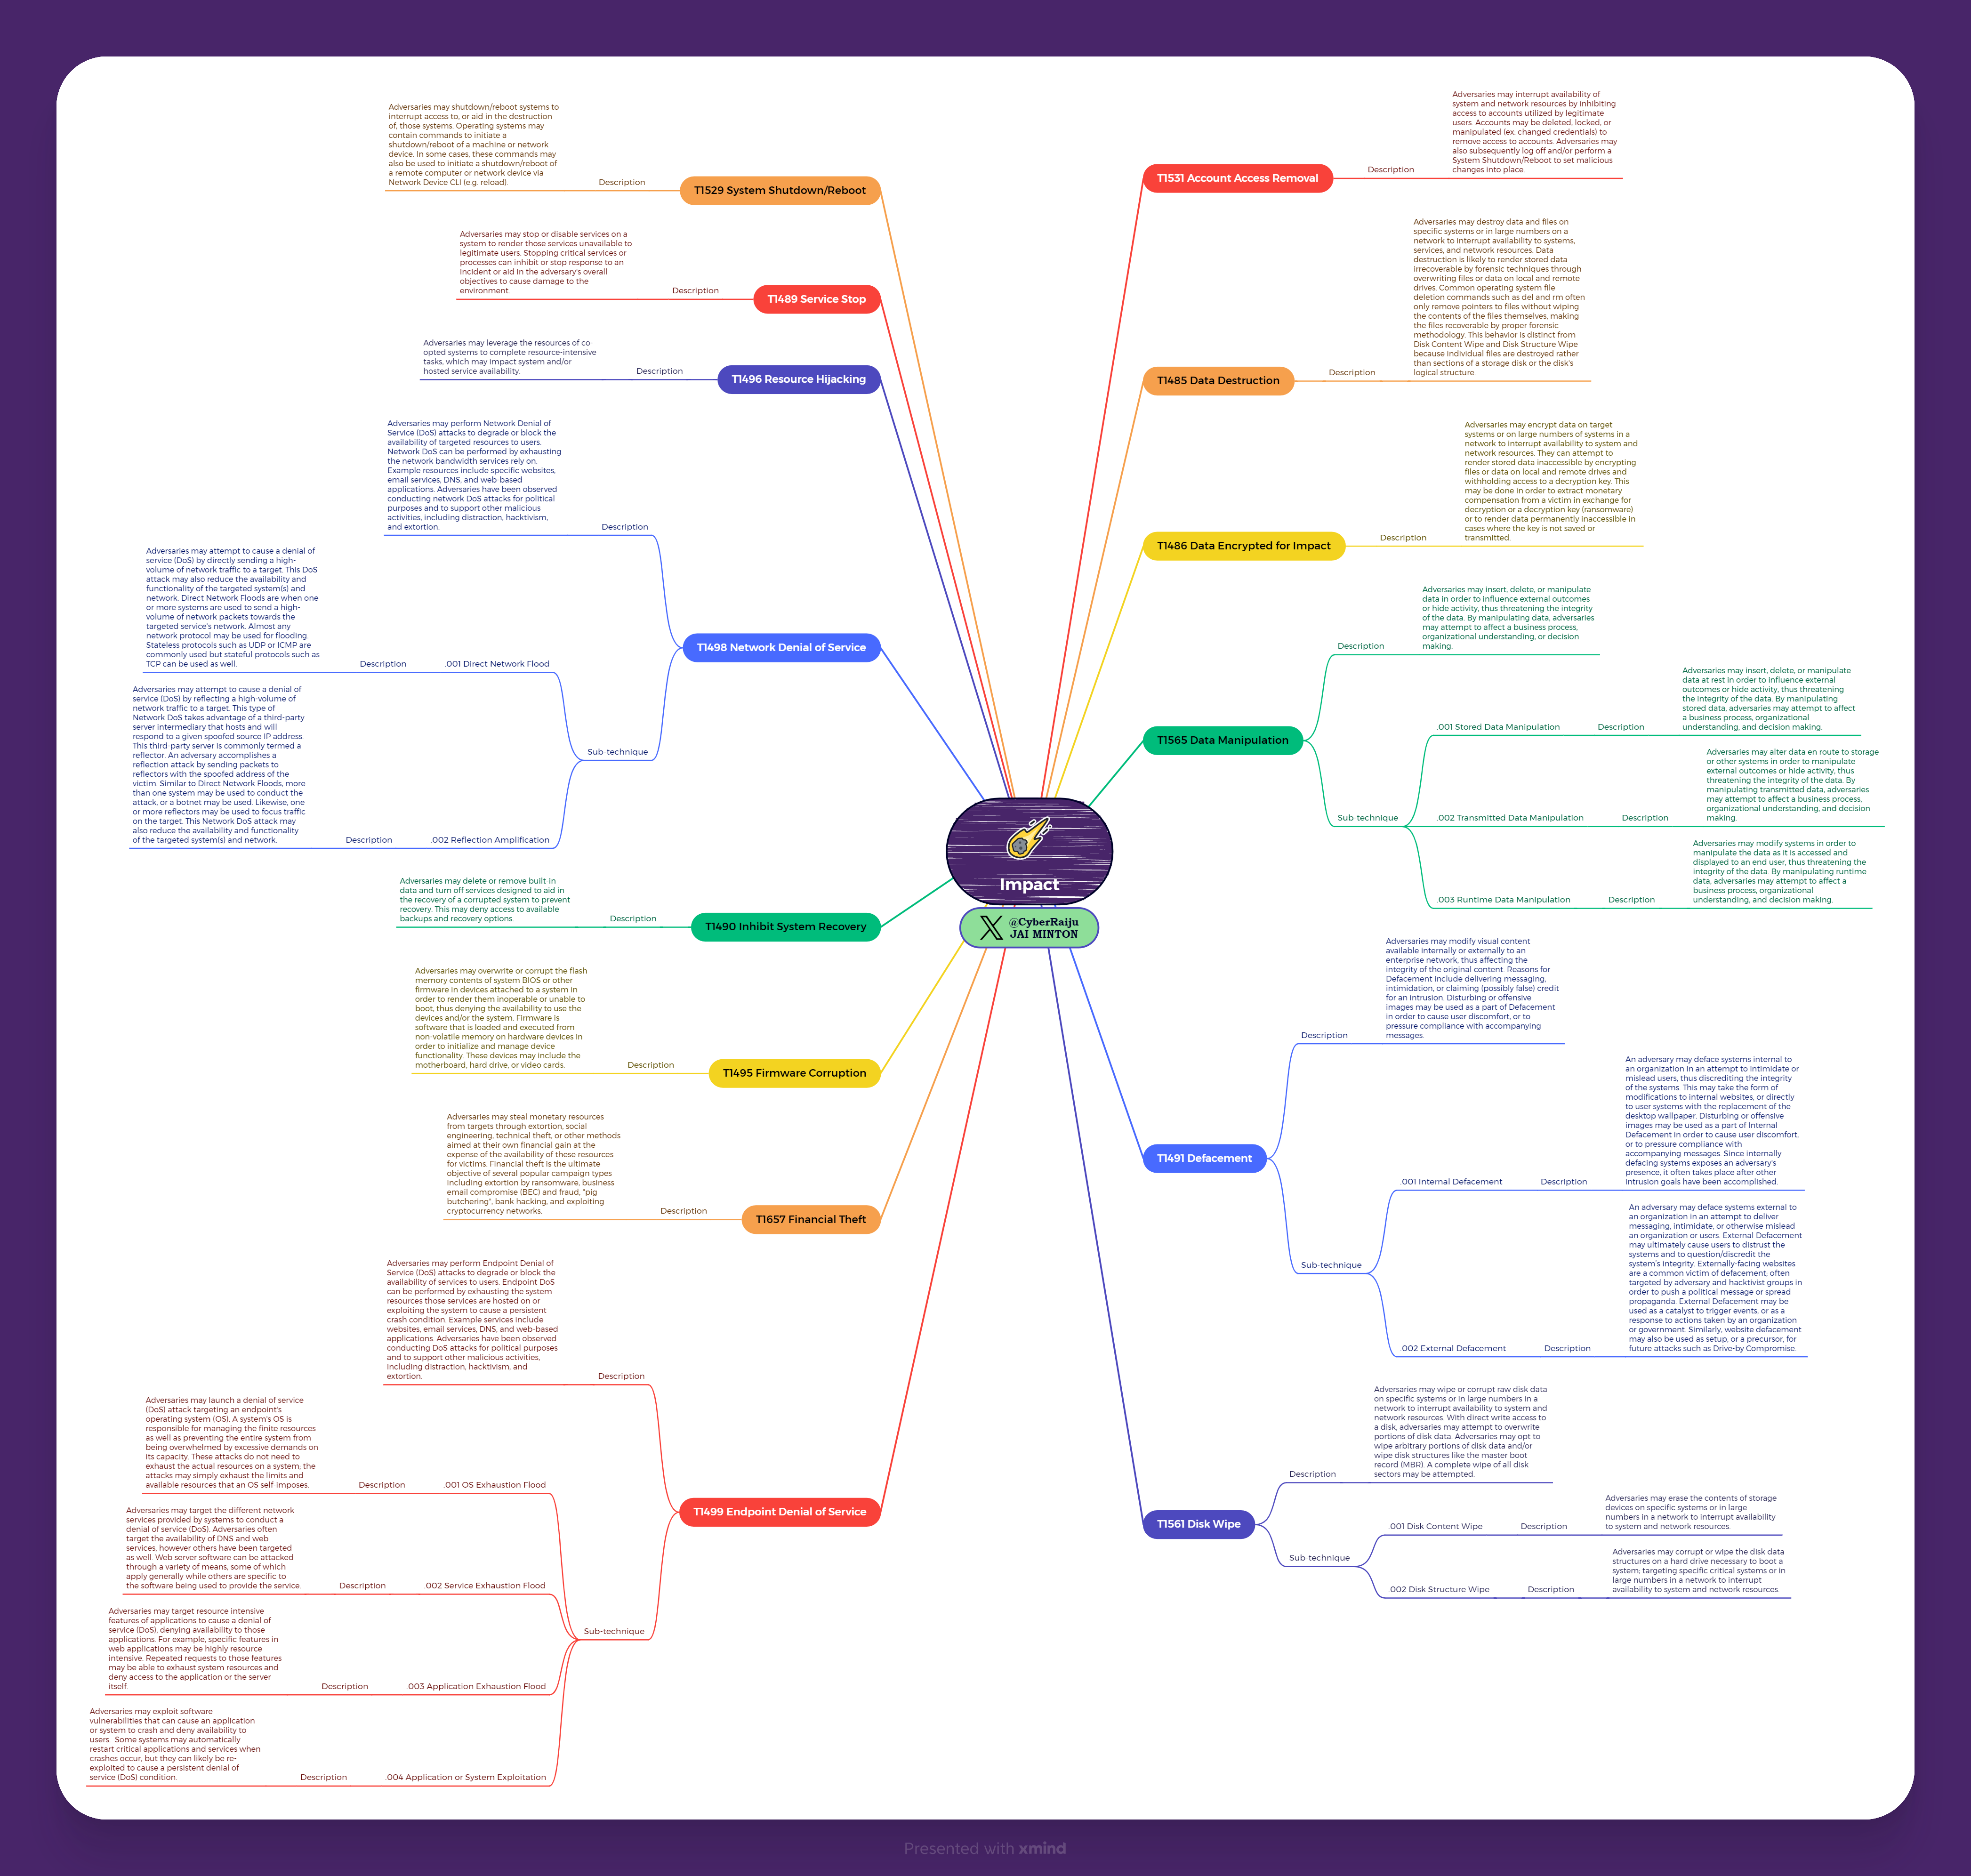 Impact
@CyberRaiju
JAI MINTON
T1531 Account Access Removal
Description
Adversaries may interrupt availability of
system and network resources by inhibiting
access to accounts utilized by legitimate
users. Accounts may be deleted, locked, or
manipulated (ex. changed credentials) to
remove access to accounts. Adversaries may
also subsequently log off and/or perform a
System Shutdown/Reboot to set malicious
changes into place.
T1485 Data Destruction
Description
Adversaries may destroy data and files on
specific systems or in large numbers on a
network to interrupt availability to systems,
services, and network resources. Data
destruction is likely to render stored data
irrecoverable by forensic techniques through
overwriting files or data on local and remote
drives. Common operating system file
deletion commands such as del and rm often
only remove pointers to files without wiping
the contents of the files themselves, making
the files recoverable by proper forensic
methodology. This behavior is distinct from
Disk Content Wipe and Disk Structure Wipe
because individual files are destroyed rather
than sections of a storage disk or the disk's
logical structure.
T1486 Data Encrypted for Impact
Description
Adversaries may encrypt data on target
systems or on large numbers of systems in a
network to interrupt availability to system and
network resources. They can attempt to
render stored data inaccessible by encrypting
files or data on local and remote drives and
withholding access to a decryption key. This
may be done in order to extract monetary
compensation from a victim in exchange for
decryption or a decryption key (ransomware)
or to render data permanently inaccessible in
cases where the key is not saved or
transmitted.
T1565 Data Manipulation
Description
Adversaries may insert, delete, or manipulate
data in order to influence external outcomes
or hide activity, thus threatening the integrity
of the data. By manipulating data, adversaries
may attempt to affect a business process,
organizational understanding, or decision
making.
Sub-technique
.001 Stored Data Manipulation
Description
Adversaries may insert, delete, or manipulate
data at rest in order to influence external
outcomes or hide activity, thus threatening
the integrity of the data. By manipulating
stored data, adversaries may attempt to affect
a business process, organizational
understanding, and decision making.
.002 Transmitted Data Manipulation
Description
Adversaries may alter data en route to storage
or other systems in order to manipulate
external outcomes or hide activity, thus
threatening the integrity of the data. By
manipulating transmitted data, adversaries
may attempt to affect a business process,
organizational understanding, and decision
making.
.003 Runtime Data Manipulation
Description
Adversaries may modify systems in order to
manipulate the data as it is accessed and
displayed to an end user, thus threatening the
integrity of the data. By manipulating runtime
data, adversaries may attempt to affect a
business process, organizational
understanding, and decision making.
T1491 Defacement
Description
Adversaries may modify visual content
available internally or externally to an
enterprise network, thus affecting the
integrity of the original content. Reasons for
Defacement include delivering messaging,
intimidation, or claiming (possibly false) credit
for an intrusion. Disturbing or offensive
images may be used as a part of Defacement
in order to cause user discomfort, or to
pressure compliance with accompanying
messages.
Sub-technique
.001 Internal Defacement
Description
An adversary may deface systems internal to
an organization in an attempt to intimidate or
mislead users, thus discrediting the integrity
of the systems. This may take the form of
modifications to internal websites, or directly
to user systems with the replacement of the
desktop wallpaper. Disturbing or offensive
images may be used as a part of Internal
Defacement in order to cause user discomfort,
or to pressure compliance with
accompanying messages. Since internally
defacing systems exposes an adversary's
presence, it often takes place after other
intrusion goals have been accomplished.
.002 External Defacement
Description
An adversary may deface systems external to
an organization in an attempt to deliver
messaging, intimidate, or otherwise mislead
an organization or users. External Defacement
may ultimately cause users to distrust the
systems and to question/discredit the
system's integrity. Externally-facing websites
are a common victim of defacement; often
targeted by adversary and hacktivist groups in
order to push a political message or spread
propaganda. External Defacement may be
used as a catalyst to trigger events, or as a
response to actions taken by an organization
or government. Similarly, website defacement
may also be used as setup, or a precursor, for
future attacks such as Drive-by Compromise.
T1561 Disk Wipe
Description
Adversaries may wipe or corrupt raw disk data
on specific systems or in large numbers in a
network to interrupt availability to system and
network resources. With direct write access to
a disk, adversaries may attempt to overwrite
portions of disk data. Adversaries may opt to
wipe arbitrary portions of disk data and/or
wipe disk structures like the master boot
record (MBR). A complete wipe of all disk
sectors may be attempted.
Sub-technique
.001 Disk Content Wipe
Description
Adversaries may erase the contents of storage
devices on specific systems or in large
numbers in a network to interrupt availability
to system and network resources.
.002 Disk Structure Wipe
Description
Adversaries may corrupt or wipe the disk data
structures on a hard drive necessary to boot a
system; targeting specific critical systems or in
large numbers in a network to interrupt
availability to system and network resources.
T1529 System Shutdown/Reboot
Description
Adversaries may shutdown/reboot systems to
interrupt access to, or aid in the destruction
of, those systems. Operating systems may
contain commands to initiate a
shutdown/reboot of a machine or network
device. In some cases, these commands may
also be used to initiate a shutdown/reboot of
a remote computer or network device via
Network Device CLI (e.g. reload).
T1489 Service Stop
Description
Adversaries may stop or disable services on a
system to render those services unavailable to
legitimate users. Stopping critical services or
processes can inhibit or stop response to an
incident or aid in the adversary's overall
objectives to cause damage to the
environment.
T1496 Resource Hijacking
Description
Adversaries may leverage the resources of co-
opted systems to complete resource-intensive
tasks, which may impact system and/or
hosted service availability.
T1498 Network Denial of Service
Description
Adversaries may perform Network Denial of
Service (DoS) attacks to degrade or block the
availability of targeted resources to users.
Network DoS can be performed by exhausting
the network bandwidth services rely on.
Example resources include specific websites,
email services, DNS, and web-based
applications. Adversaries have been observed
conducting network DoS attacks for political
purposes and to support other malicious
activities, including distraction, hacktivism,
and extortion.
Sub-technique
.001 Direct Network Flood
Description
Adversaries may attempt to cause a denial of
service (DoS) by directly sending a high-
volume of network traffic to a target. This DoS
attack may also reduce the availability and
functionality of the targeted system(s) and
network. Direct Network Floods are when one
or more systems are used to send a high-
volume of network packets towards the
targeted service's network. Almost any
network protocol may be used for flooding.
Stateless protocols such as UDP or ICMP are
commonly used but stateful protocols such as
TCP can be used as well.
.002 Reflection Amplification
Description
Adversaries may attempt to cause a denial of
service (DoS) by reflecting a high-volume of
network traffic to a target. This type of
Network DoS takes advantage of a third-party
server intermediary that hosts and will
respond to a given spoofed source IP address.
This third-party server is commonly termed a
reflector. An adversary accomplishes a
reflection attack by sending packets to
reflectors with the spoofed address of the
victim. Similar to Direct Network Floods, more
than one system may be used to conduct the
attack, or a botnet may be used. Likewise, one
or more reflectors may be used to focus traffic
on the target. This Network DoS attack may
also reduce the availability and functionality
of the targeted system(s) and network.
T1490 Inhibit System Recovery
Description
Adversaries may delete or remove built-in
data and turn off services designed to aid in
the recovery of a corrupted system to prevent
recovery. This may deny access to available
backups and recovery options.
T1495 Firmware Corruption
Description
Adversaries may overwrite or corrupt the flash
memory contents of system BIOS or other
firmware in devices attached to a system in
order to render them inoperable or unable to
boot, thus denying the availability to use the
devices and/or the system. Firmware is
software that is loaded and executed from
non-volatile memory on hardware devices in
order to initialize and manage device
functionality. These devices may include the
motherboard, hard drive, or video cards.
T1657 Financial Theft
Description
Adversaries may steal monetary resources
from targets through extortion, social
engineering, technical theft, or other methods
aimed at their own financial gain at the
expense of the availability of these resources
for victims. Financial theft is the ultimate
objective of several popular campaign types
including extortion by ransomware, business
email compromise (BEC) and fraud, "pig
butchering", bank hacking, and exploiting
cryptocurrency networks.
T1499 Endpoint Denial of Service
Description
Adversaries may perform Endpoint Denial of
Service (DoS) attacks to degrade or block the
availability of services to users. Endpoint DoS
can be performed by exhausting the system
resources those services are hosted on or
exploiting the system to cause a persistent
crash condition. Example services include
websites, email services, DNS, and web-based
applications. Adversaries have been observed
conducting DoS attacks for political purposes
and to support other malicious activities,
including distraction, hacktivism, and
extortion.
Sub-technique
.001 OS Exhaustion Flood
Description
Adversaries may launch a denial of service
(DoS) attack targeting an endpoint's
operating system (OS). A system's OS is
responsible for managing the finite resources
as well as preventing the entire system from
being overwhelmed by excessive demands on
its capacity. These attacks do not need to
exhaust the actual resources on a system; the
attacks may simply exhaust the limits and
available resources that an OS self-imposes.
.002 Service Exhaustion Flood
Description
Adversaries may target the different network
services provided by systems to conduct a
denial of service (DoS). Adversaries often
target the availability of DNS and web
services, however others have been targeted
as well. Web server software can be attacked
through a variety of means, some of which
apply generally while others are specific to
the software being used to provide the service.
.003 Application Exhaustion Flood
Description
Adversaries may target resource intensive
features of applications to cause a denial of
service (DoS), denying availability to those
applications. For example, specific features in
web applications may be highly resource
intensive. Repeated requests to those features
may be able to exhaust system resources and
deny access to the application or the server
itself.
.004 Application or System Exploitation
Description
Adversaries may exploit software
vulnerabilities that can cause an application
or system to crash and deny availability to
users. Some systems may automatically
restart critical applications and services when
crashes occur, but they can likely be re-
exploited to cause a persistent denial of
service (DoS) condition.
Presented with xmind